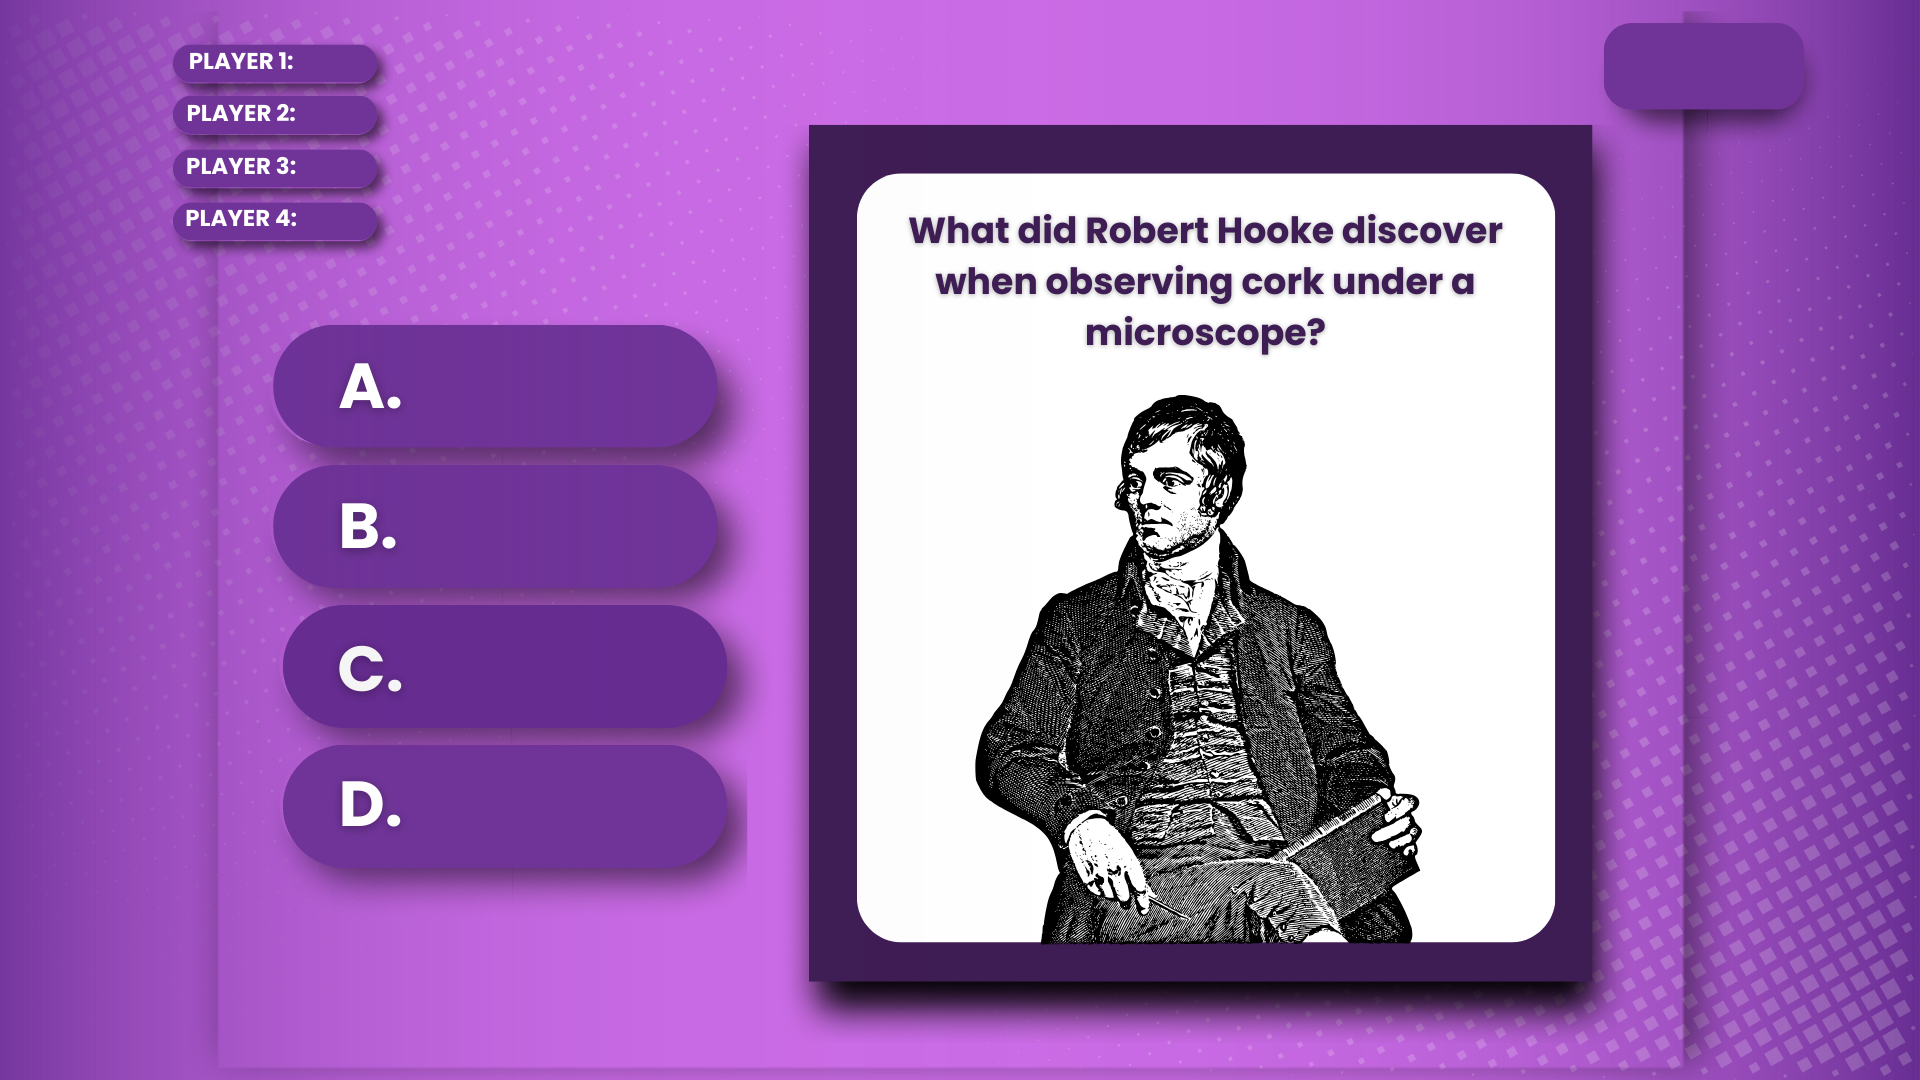 PLAYER 1:
PLAYER 2:
PLAYER 3:
PLAYER 4:
What did Robert Hooke discover
when observing cork under a
microscope?
A.
B.
C.
D.